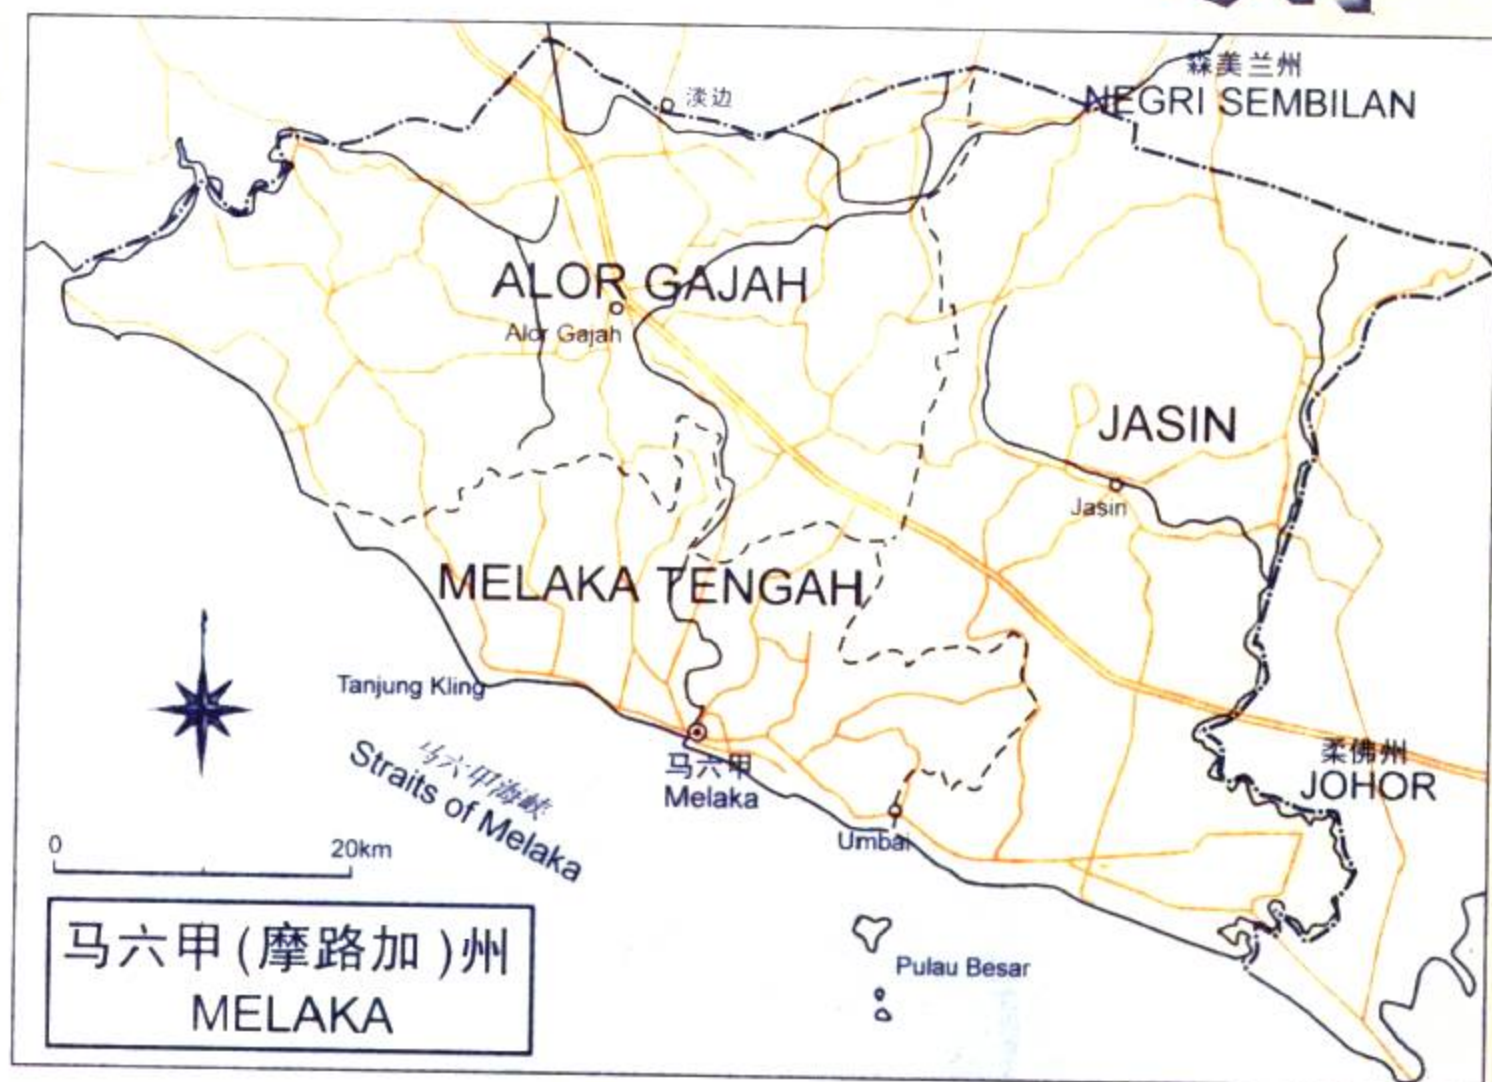 森美兰州
NEGRI SEMBILAN
淡边
ALOR GAJAH
Alor Gajah
JASIN
Jasin
MELAKA TENGAH
Tanjung Kling
马六甲海峡
Straits of Melaka
马六甲
Melaka
柔佛州
JOHOR
Umbai
0 20km
Pulau Besar
马六甲(摩路加)州
MELAKA